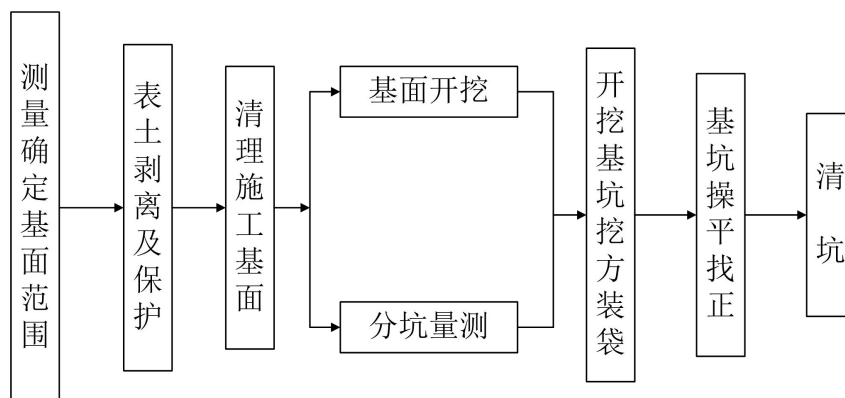 测量确定基面范围
表土剥离及保护
清理施工基面
基面开挖
分坑量测
开挖基坑挖方装袋
基坑操平找正
清坑